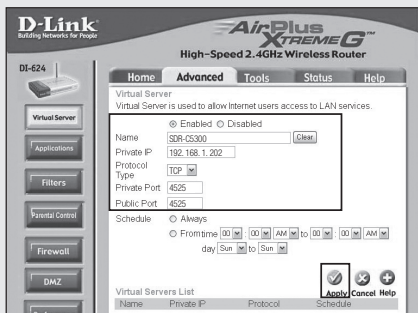 D-Link
Building Networks for People
AirPlus
XTREME G™
High-Speed 2.4GHz Wireless Router
DI-624
Home Advanced Tools Status Help
Virtual Server
Virtual Server is used to allow Internet users access to LAN services.
Virtual Server
Enabled Disabled
Name SDR-C5300 Clear
Applications
Private IP 192. 168. 1. 202
Protocol Type TCP
Filters
Private Port 4525
Public Port 4525
Parental Control
Schedule Always
From time 00 : 00 AM to 00 : 00 AM
day Sun to Sun
Firewall
DMZ
Apply Cancel Help
Virtual Servers List
Name Private IP Protocol Schedule